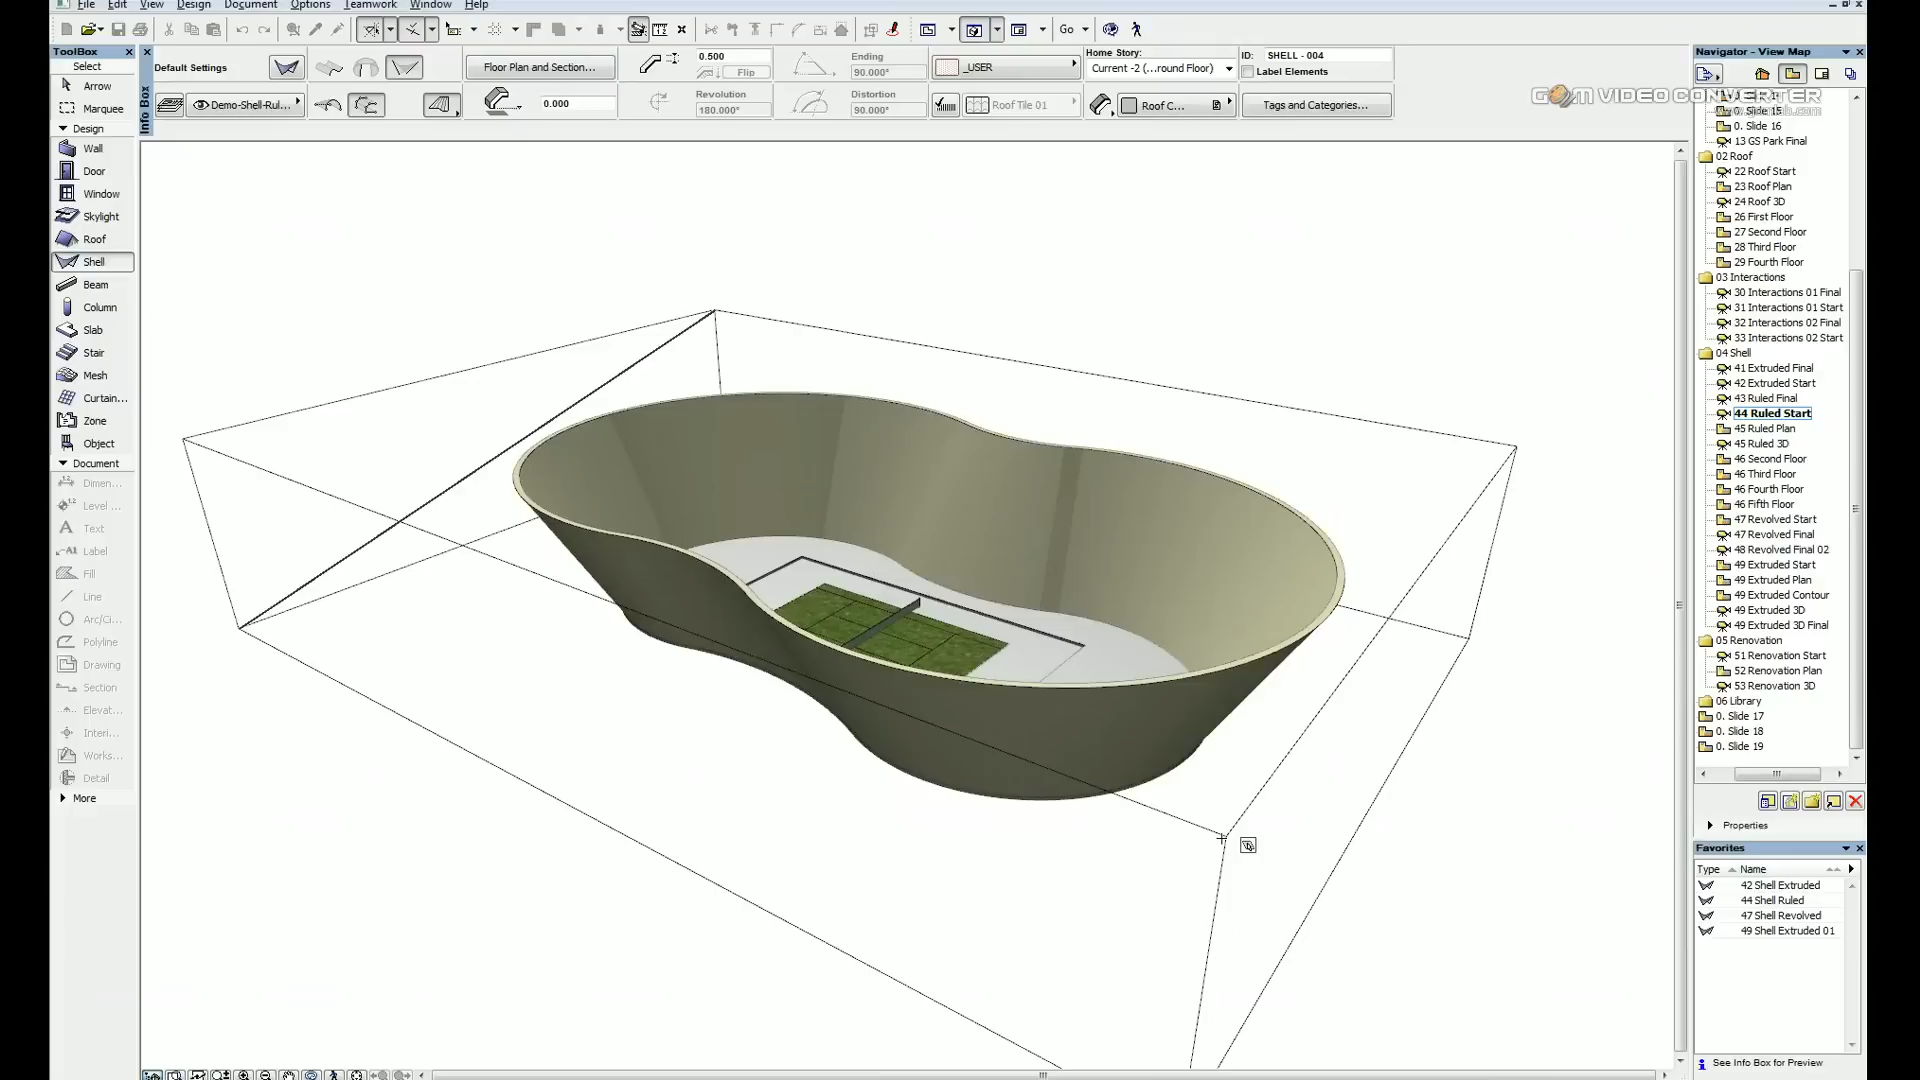 File Edit View Design Document Options Teamwork Window Help
Go
ToolBox
Select
Arrow
Marquee
Design
Wall
Door
Window
Skylight
Roof
Shell
Beam
Column
Slab
Stair
Mesh
Curtain...
Zone
Object
Document
Dimen...
Level ...
Text
Label
Fill
Line
Arc/Ci...
Polyline
Drawing
Section
Elevat...
Interi...
Works...
Detail
More
Info Box
Default Settings
Demo-Shell-Rul...
Floor Plan and Section...
0.000
0.500
Flip
Revolution
180.000°
Ending
90.000°
Distortion
90.000°
_USER
Roof Tile 01
Home Story:
Current -2 (...round Floor)
Roof C...
ID: SHELL - 004
Label Elements
Tags and Categories...
GOM VIDEO CONVERTER
Navigator - View Map
0. Slide 15
0. Slide 16
13 GS Park Final
02 Roof
22 Roof Start
23 Roof Plan
24 Roof 3D
26 First Floor
27 Second Floor
28 Third Floor
29 Fourth Floor
03 Interactions
30 Interactions 01 Final
31 Interactions 01 Start
32 Interactions 02 Final
33 Interactions 02 Start
04 Shell
41 Extruded Final
42 Extruded Start
43 Ruled Final
44 Ruled Start
45 Ruled Plan
45 Ruled 3D
46 Second Floor
46 Third Floor
46 Fourth Floor
46 Fifth Floor
47 Revolved Start
47 Revolved Final
48 Revolved Final 02
49 Extruded Start
49 Extruded Plan
49 Extruded Contour
49 Extruded 3D
49 Extruded 3D Final
05 Renovation
51 Renovation Start
52 Renovation Plan
53 Renovation 3D
06 Library
0. Slide 17
0. Slide 18
0. Slide 19
Properties
Favorites
Type Name
42 Shell Extruded
44 Shell Ruled
47 Shell Revolved
49 Shell Extruded 01
See Info Box for Preview